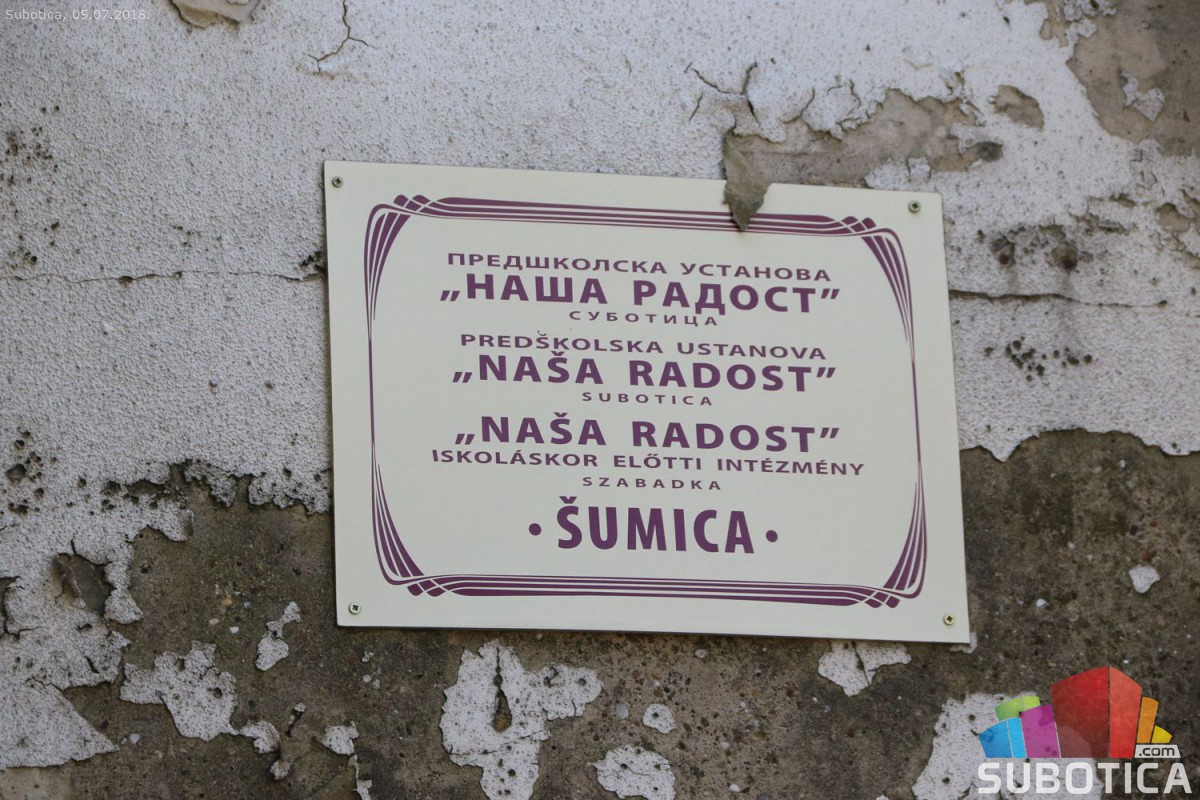 Subotica, 05.07.2018.
ПРЕДШКОЛСКА УСТАНОВА
„НАША РАДОСТ”
СУБОТИЦА
PREDŠKOLSKA USTANOVA
„NAŠA RADOST”
SUBOTICA
„NAŠA RADOST”
ISKOLÁSKOR ELŐTTI INTÉZMÉNY
SZABADKA
• ŠUMICA •
.com
SUBOTICA